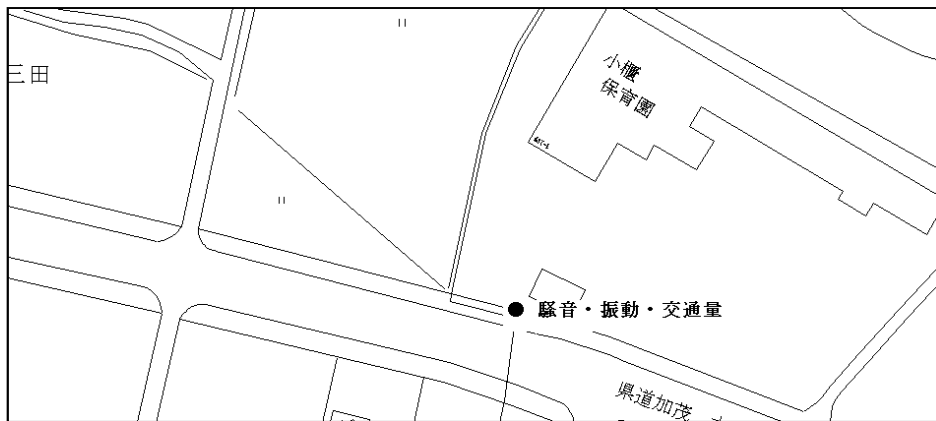 三田
小櫃
保育園
騒音・振動・交通量
県道加茂